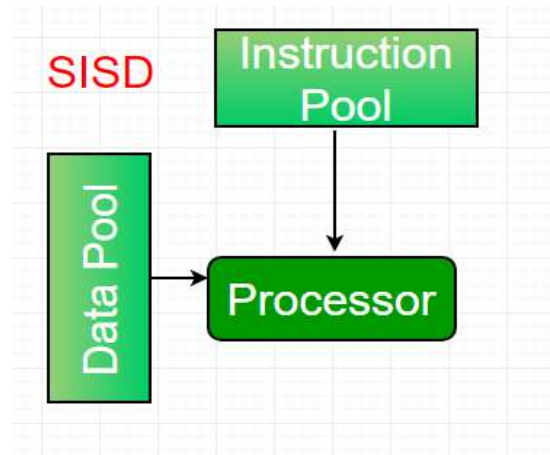 SISD
Instruction
Pool
Data Pool
Processor